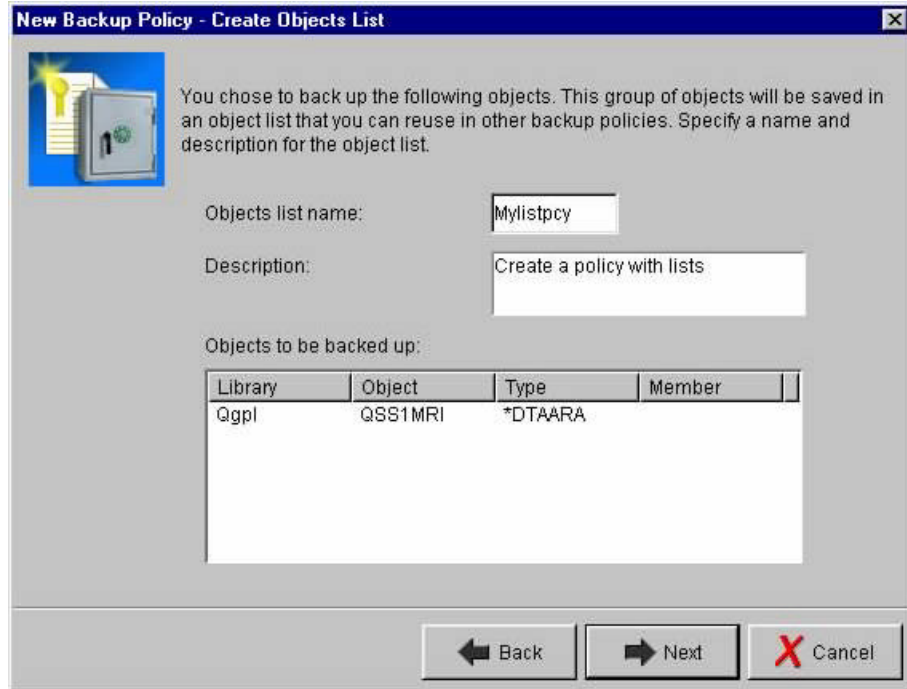 New Backup Policy - Create Objects List
You chose to back up the following objects. This group of objects will be saved in
an object list that you can reuse in other backup policies. Specify a name and
description for the object list.
Objects list name: Mylistpcy
Description: Create a policy with lists
Objects to be backed up:
Library Object Type Member
Qgpl QSS1MRI *DTAARA
Back Next Cancel